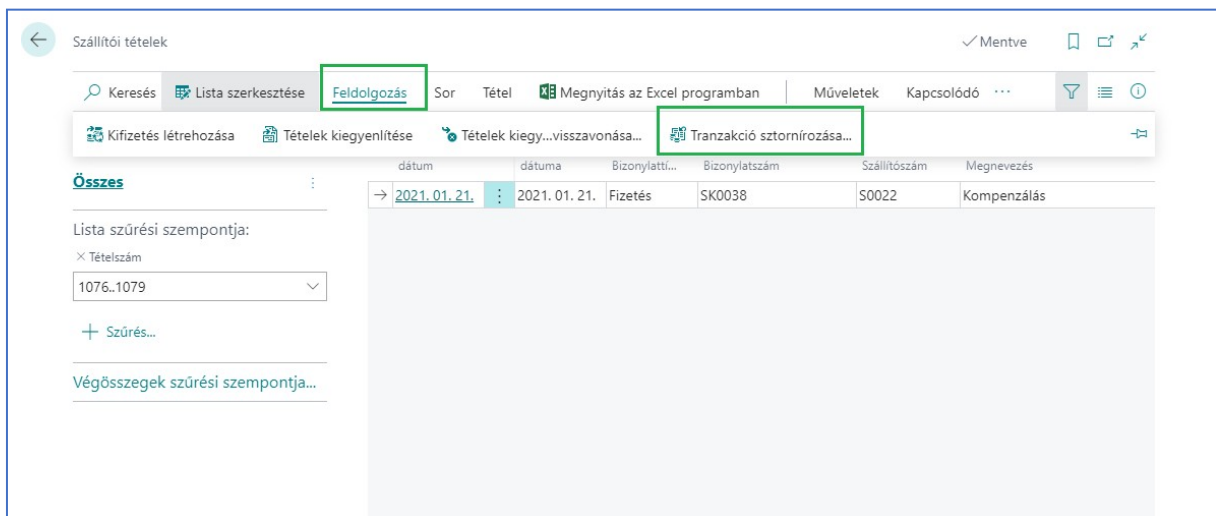 Szállítói tételek Mentve
Keresés Lista szerkesztése Feldolgozás Sor Tétel Megnyitás az Excel programban Műveletek Kapcsolódó ...
Kifizetés létrehozása Tételek kiegyenlítése Tételek kiegy...visszavonása... Tranzakció sztornírozása...
dátum dátuma Bizonylattí... Bizonylatszám Szállítószám Megnevezés
Összes
2021. 01. 21. 2021. 01. 21. Fizetés SK0038 S0022 Kompenzálás
Lista szűrési szempontja:
Tételszám
1076..1079
Szűrés...
Végösszegek szűrési szempontja...